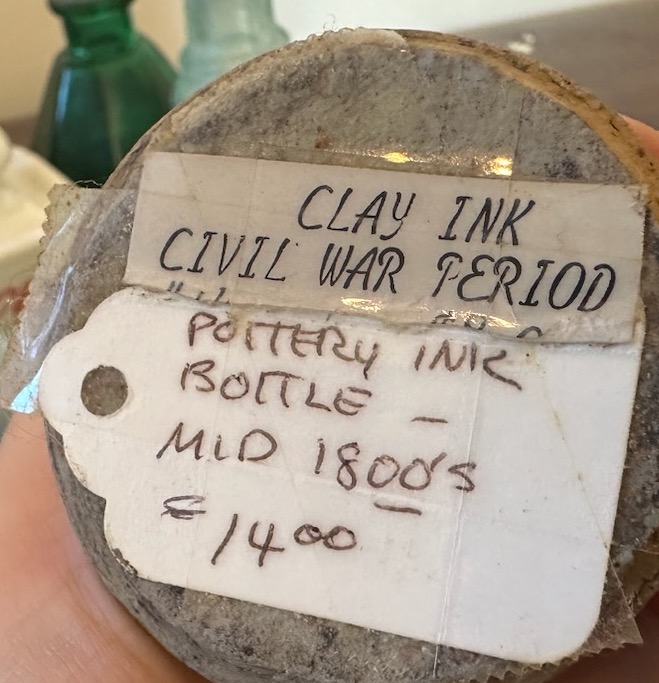 CLAY INK
CIVIL WAR PERIOD
POTTERY INK
BOTTLE —
MID 1800'S
14.00